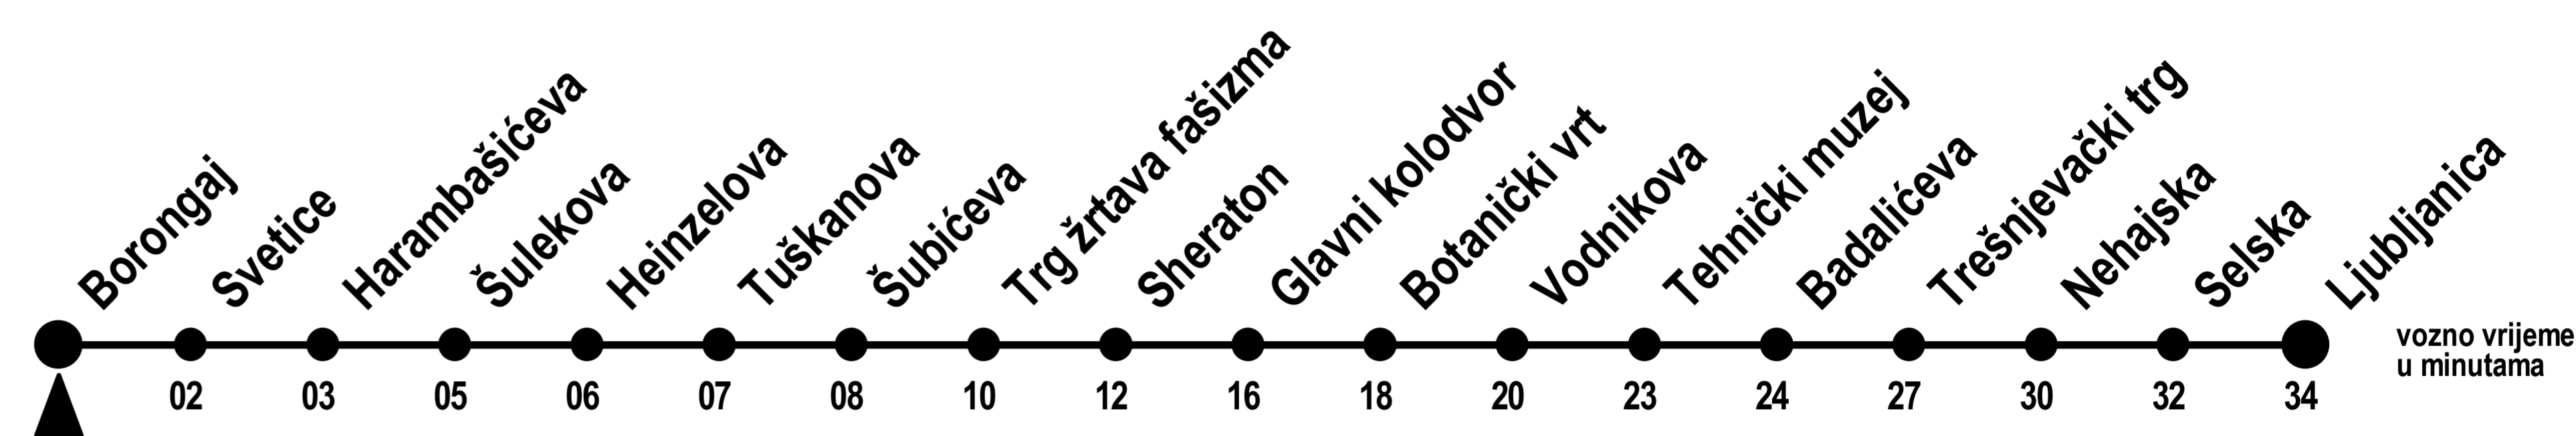 Borongaj
Svetice
Harambašićeva
Šulekova
Heinzelova
Tuškanova
Šubićeva
Trg žrtava fašizma
Sheraton
Glavni kolodvor
Botanički vrt
Vodnikova
Tehnički muzej
Badalićeva
Trešnjevački trg
Nehajska
Selska
Ljubljanica
vozno vrijeme
u minutama
02 03 05 06 07 08 10 12 16 18 20 23 24 27 30 32 34